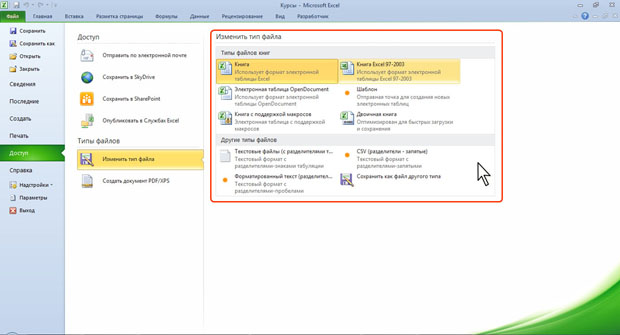 Курсы - Microsoft Excel
Файл Главная Вставка Разметка страницы Формулы Данные Рецензирование Вид Разработчик
Сохранить
Сохранить как
Открыть
Закрыть
Сведения
Последние
Создать
Печать
Доступ
Справка
Надстройки
Параметры
Выход
Доступ
Отправить по электронной почте
Сохранить в SkyDrive
Сохранить в SharePoint
Опубликовать в Службах Excel
Типы файлов
Изменить тип файла
Создать документ PDF/XPS
Изменить тип файла
Типы файлов книг
Книга
Использует формат электронной
таблицы Excel
Книга Excel 97-2003
Использует формат электронной
таблицы Excel 97-2003
Электронная таблица OpenDocument
Использует формат электронной
таблицы OpenDocument
Шаблон
Отправная точка для создания новых
электронных таблиц
Книга с поддержкой макросов
Электронная таблица с поддержкой
макросов
Двоичная книга
Оптимизирован для быстрых загрузки
и сохранения
Другие типы файлов
Текстовые файлы (с разделителями т...
Текстовый формат с
разделителями-знаками табуляции
CSV (разделители - запятые)
Текстовый формат с
разделителями-запятыми
Форматированный текст (разделител...
Текстовый формат с
разделителями-пробелами
Сохранить как файл другого типа